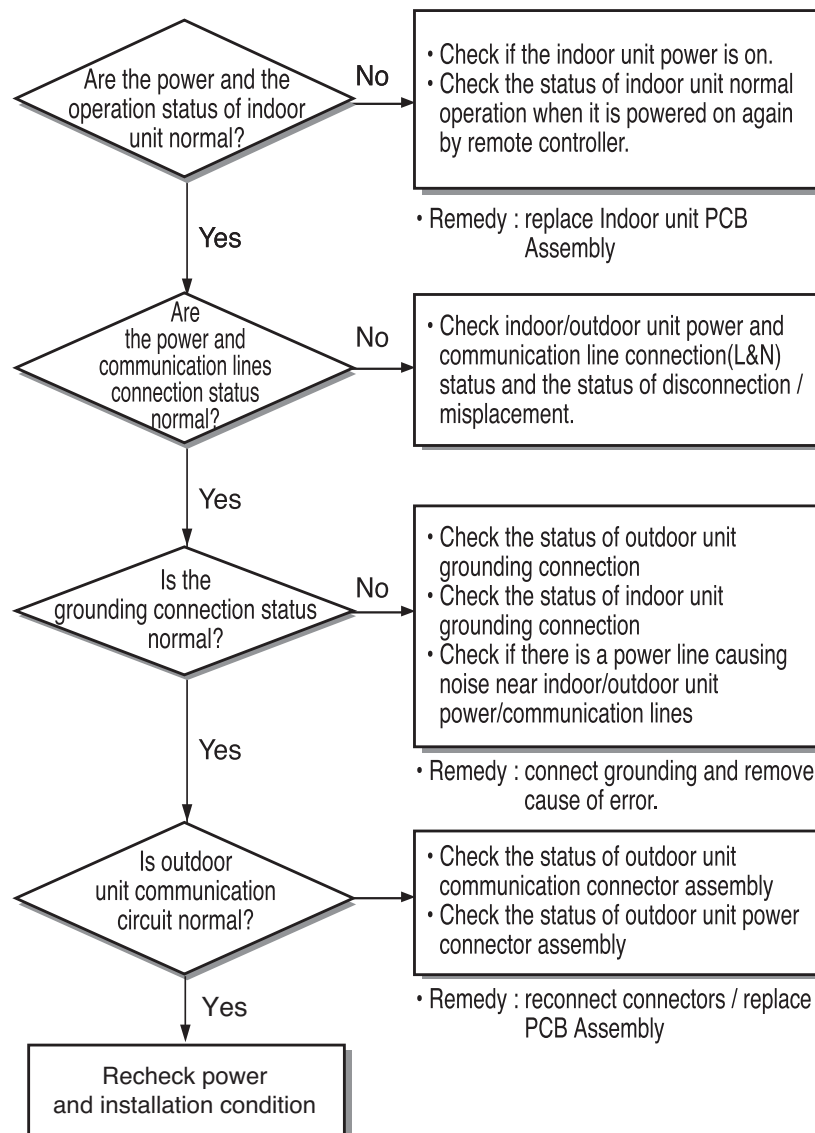 Are the power and the
operation status of indoor
unit normal?
No
• Check if the indoor unit power is on.
• Check the status of indoor unit normal
operation when it is powered on again
by remote controller.
• Remedy : replace Indoor unit PCB
Assembly
Yes
Are
the power and
communication lines
connection status
normal?
No
• Check indoor/outdoor unit power and
communication line connection(L&N)
status and the status of disconnection /
misplacement.
Yes
Is the
grounding connection status
normal?
No
• Check the status of outdoor unit
grounding connection
• Check the status of indoor unit
grounding connection
• Check if there is a power line causing
noise near indoor/outdoor unit
power/communication lines
• Remedy : connect grounding and remove
cause of error.
Yes
Is outdoor
unit communication
circuit normal?
• Check the status of outdoor unit
communication connector assembly
• Check the status of outdoor unit power
connector assembly
• Remedy : reconnect connectors / replace
PCB Assembly
Yes
Recheck power
and installation condition